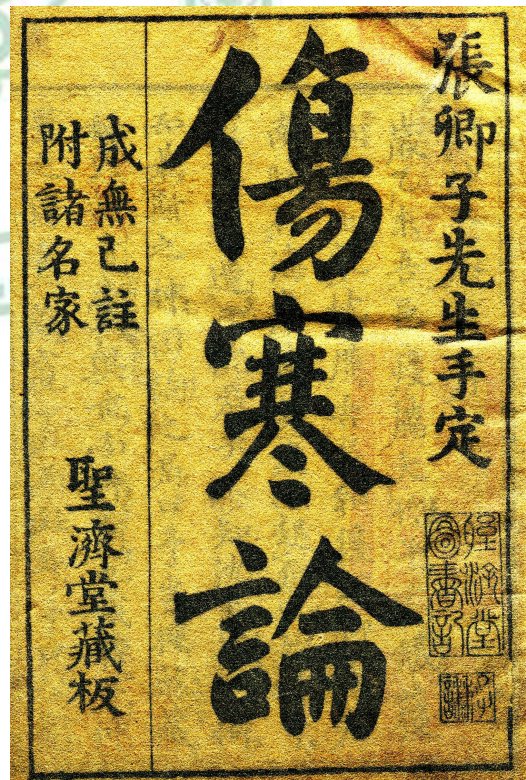 張卿子先生手定
傷寒論
成無己註
附諸名家
聖濟堂藏板